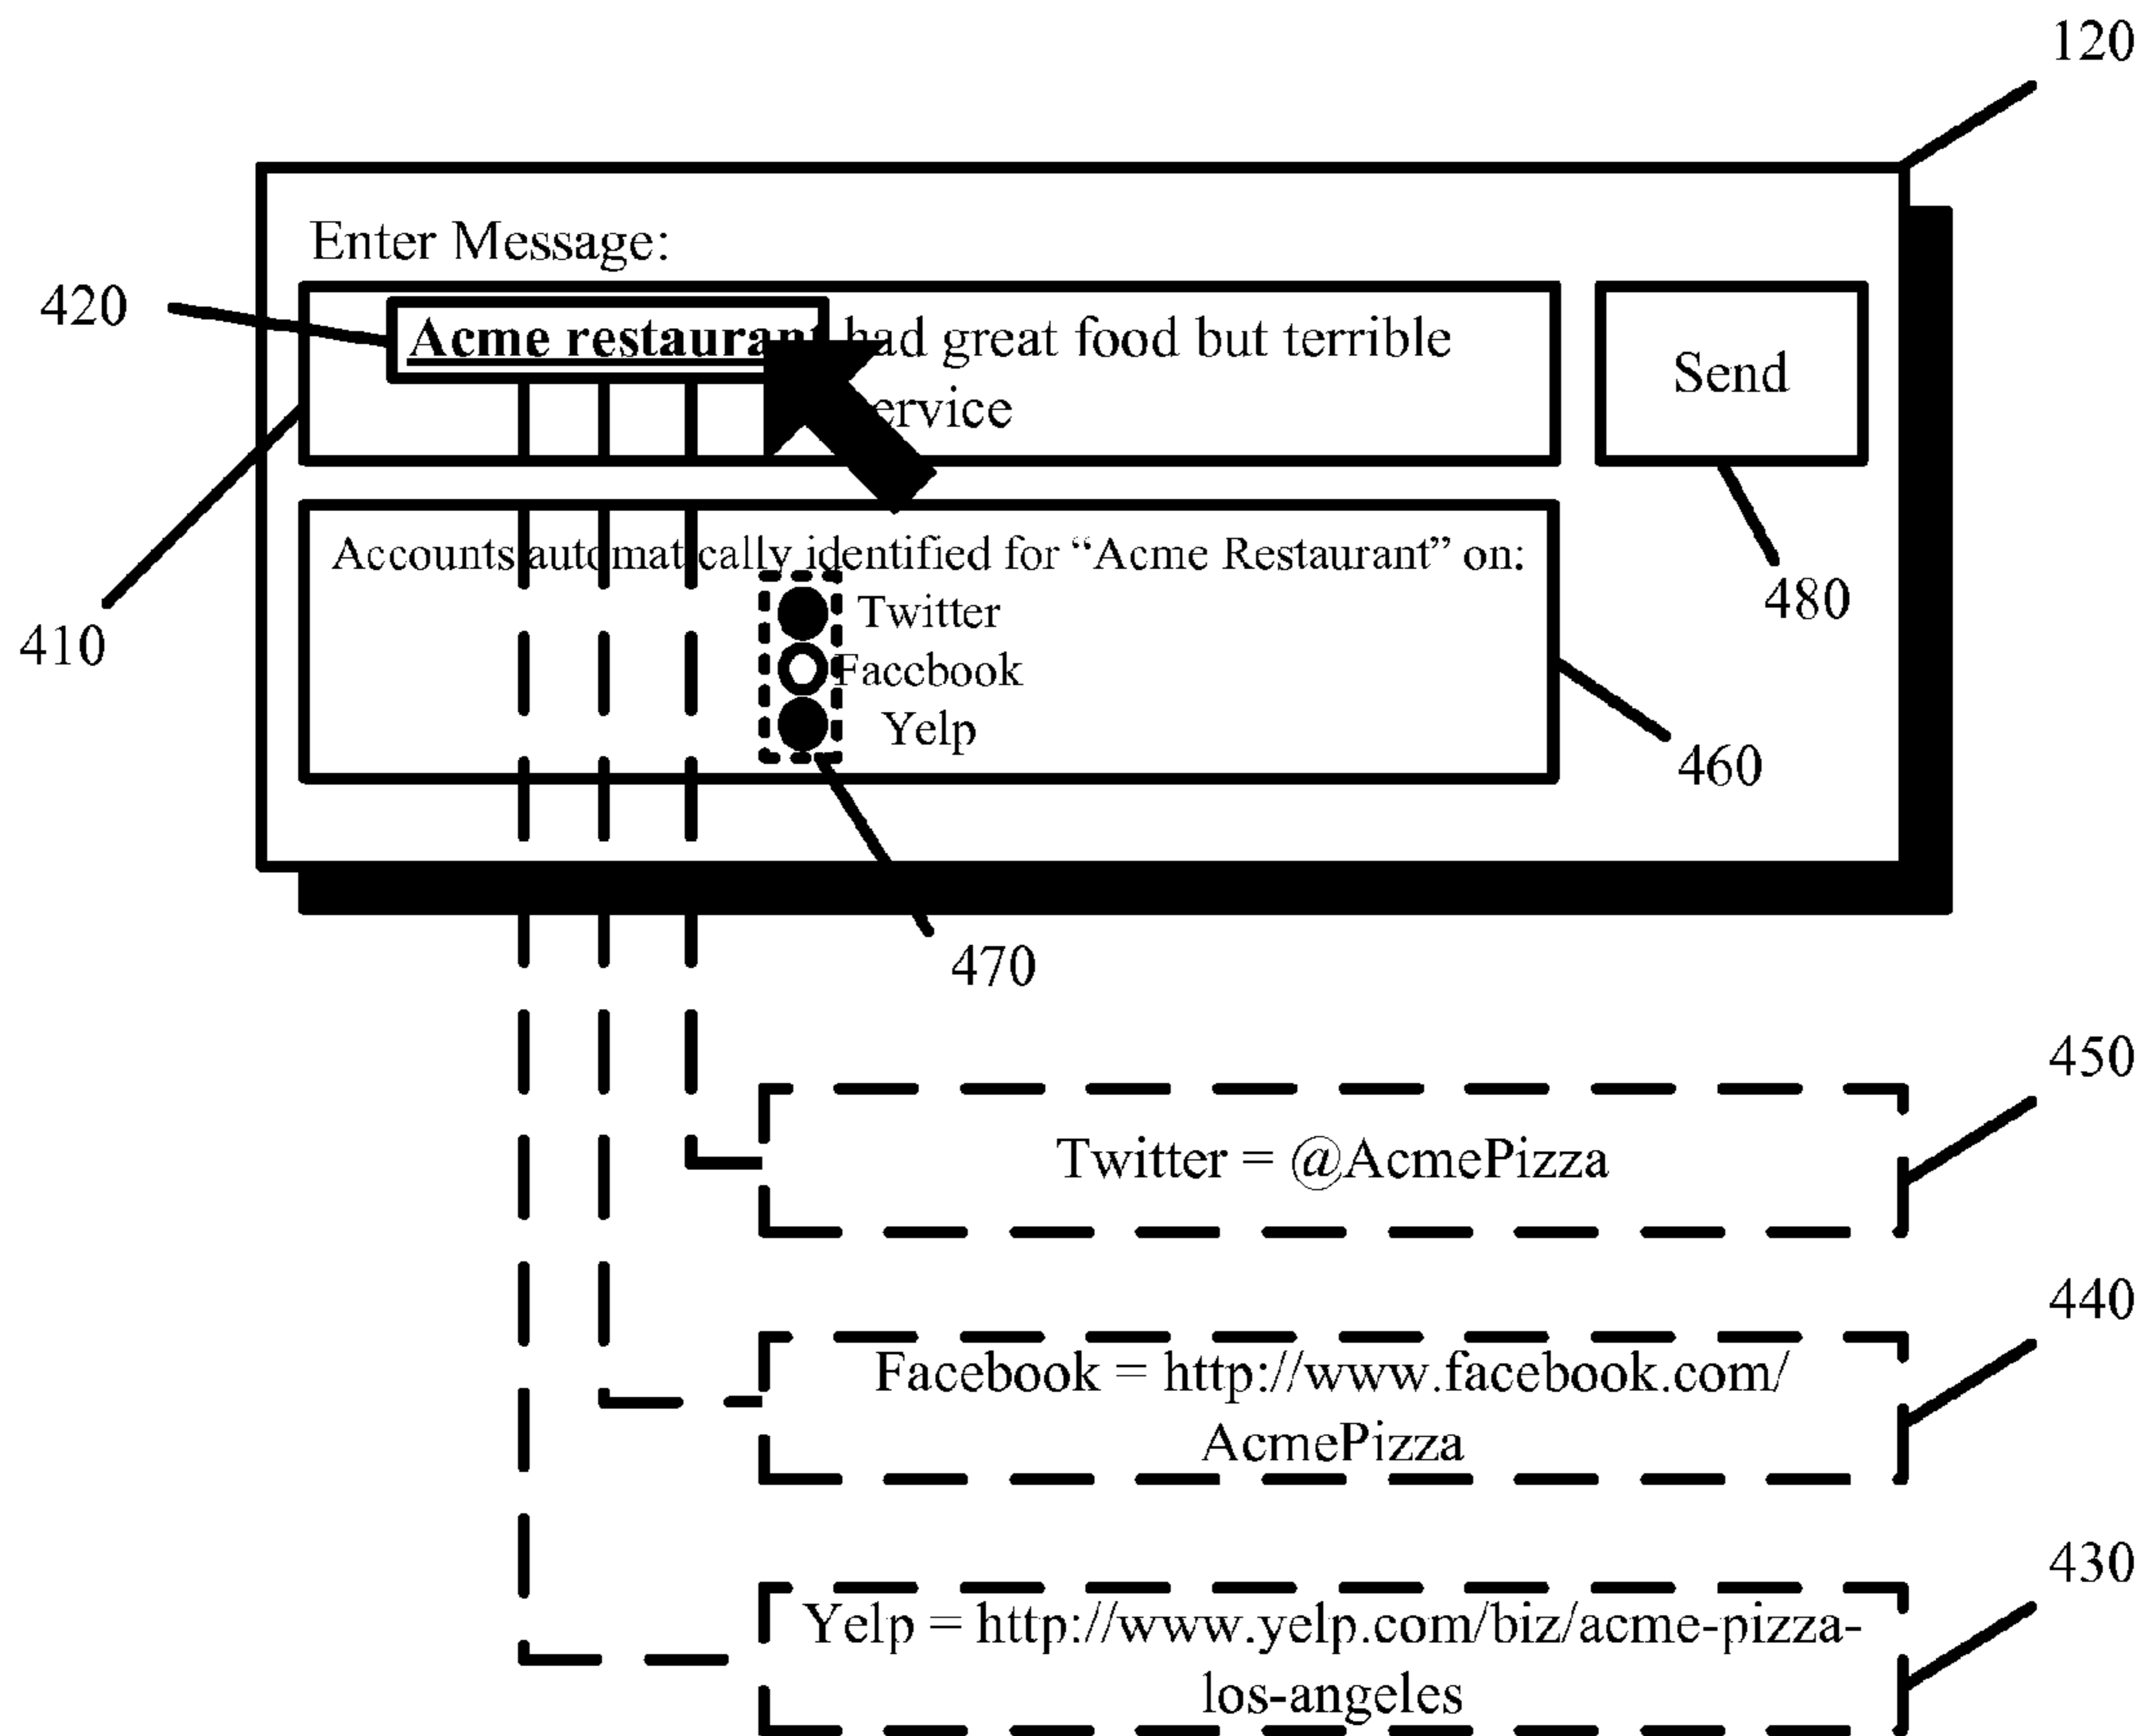 120
Enter Message:
420
Acme restaurant had great food but terrible
service
Send
410
Accounts automatically identified for “Acme Restaurant” on:
480
Twitter
Facebook
Yelp
460
470
450
Twitter = @AcmePizza
440
Facebook = http://www.facebook.com/
AcmePizza
430
Yelp = http://www.yelp.com/biz/acme-pizza-
los-angeles